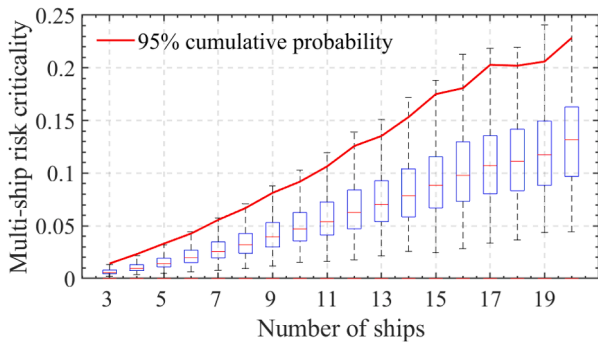 0.25
95% cumulative probability
0.2
0.15
0.1
0.05
0
Multi-ship risk criticality
3 5 7 9 11 13 15 17 19
Number of ships